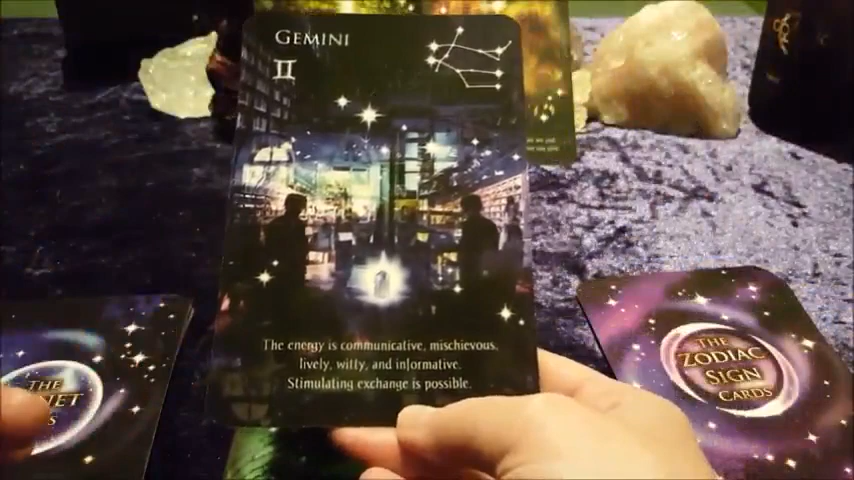 GEMINI
♊
The energy is communicative, mischievous,
lively, witty, and informative.
Stimulating exchange is possible.
THE
THE
ZODIAC
SIGN
CARDS